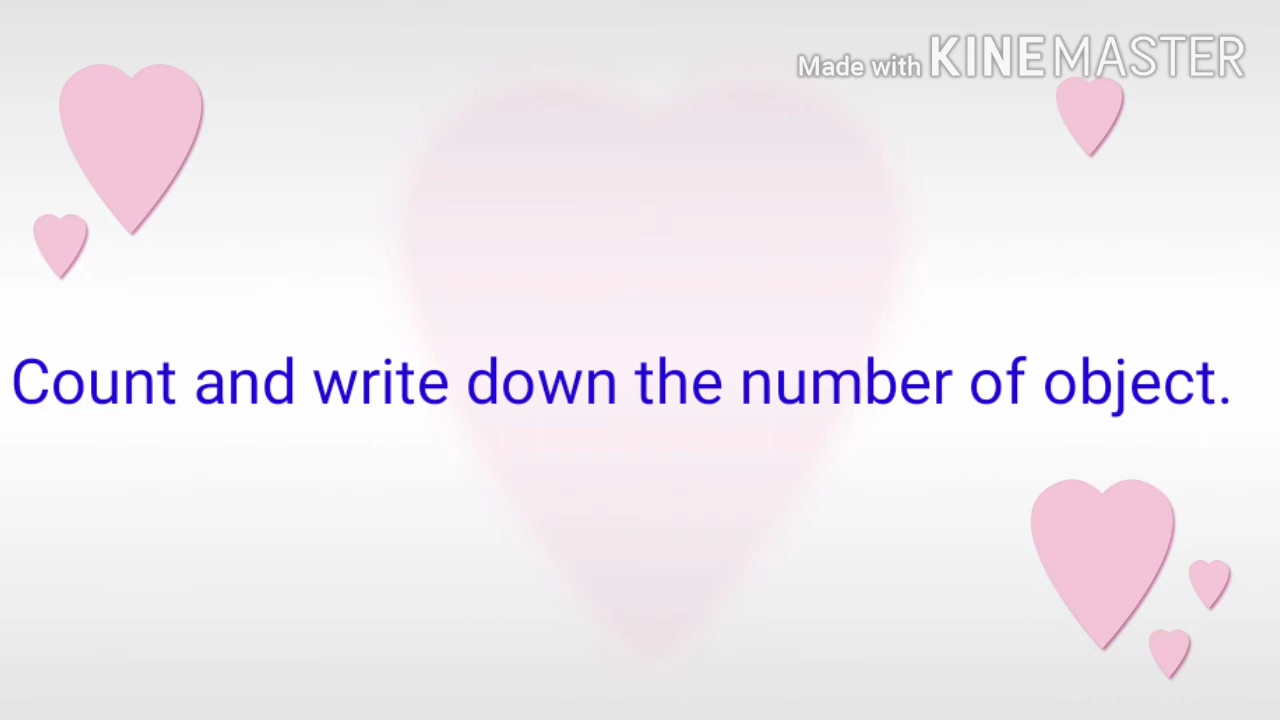 Made with KINEMASTER
Count and write down the number of object.